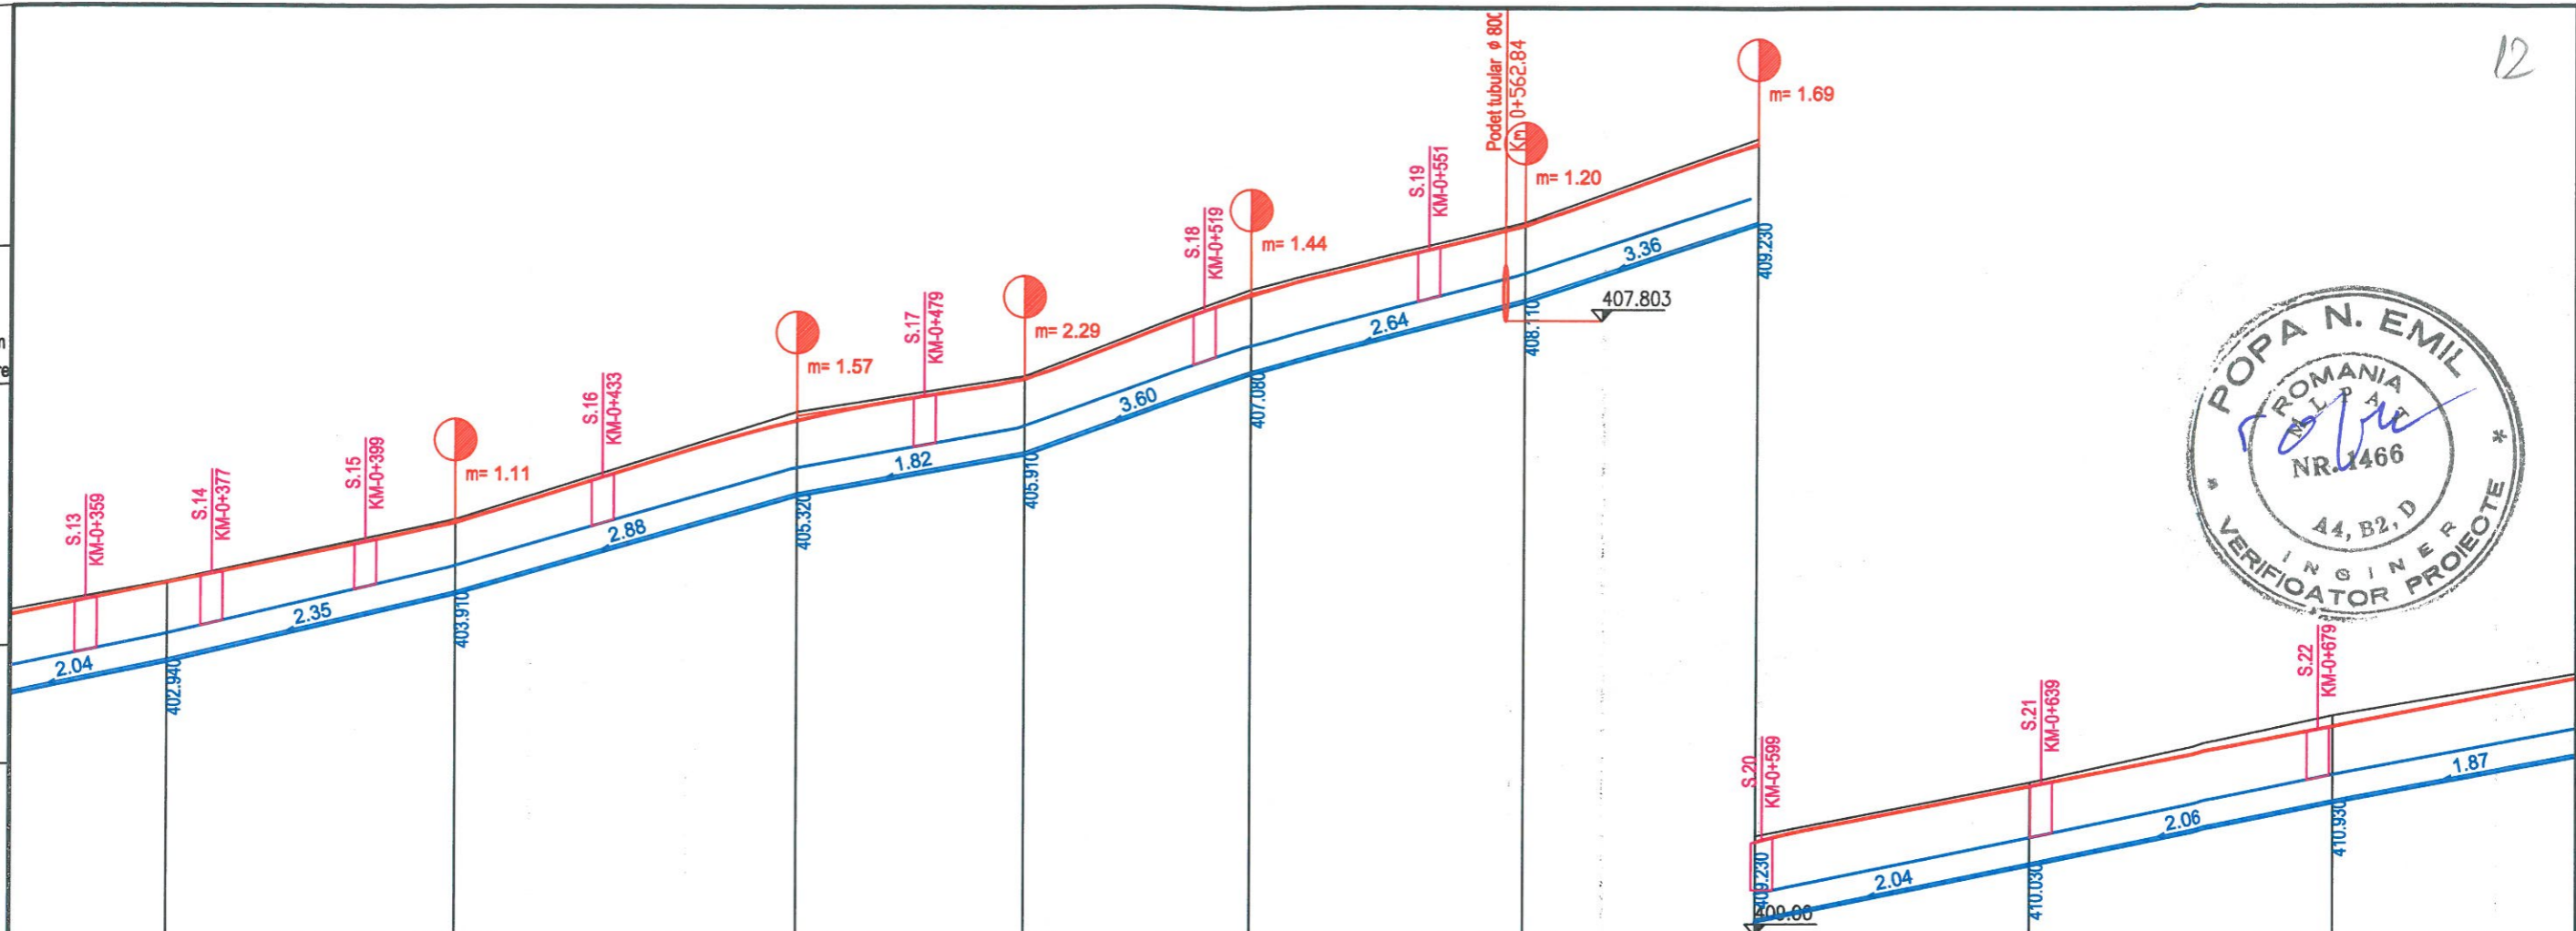 12
Podet tubular ø 800
Km 0+562.84
m= 1.69
m= 1.20
S.19
KM-0+551
S.18
KM-0+519
m= 1.44
S.17
KM-0+479
m= 2.29
m= 1.57
S.16
KM-0+433
S.15
KM-0+399
m= 1.11
S.14
KM-0+377
S.13
KM-0+359
2.04
402.940
2.35
403.910
2.88
405.320
1.82
405.910
3.60
407.080
2.64
408.110
407.803
3.36
409.230
POPA N. EMIL
ROMANIA
M L P A T
NR. 1466
A4, B2, D
INGINER
* VERIFICATOR PROIECTE *
S.20
KM-0+599
409.230
409.06
2.04
S.21
KM-0+639
410.030
2.06
S.22
KM-0+679
410.930
1.87